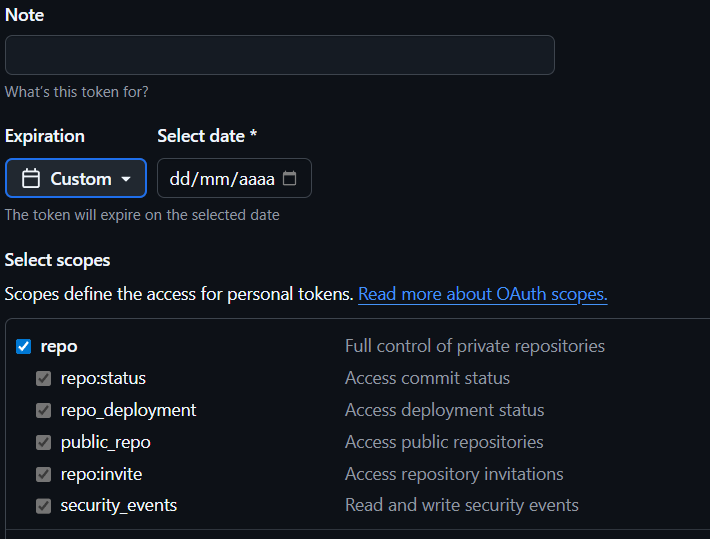 Note
What's this token for?
Expiration Select date *
Custom dd/mm/aaaa
The token will expire on the selected date
Select scopes
Scopes define the access for personal tokens. Read more about OAuth scopes.
repo Full control of private repositories
repo:status Access commit status
repo_deployment Access deployment status
public_repo Access public repositories
repo:invite Access repository invitations
security_events Read and write security events